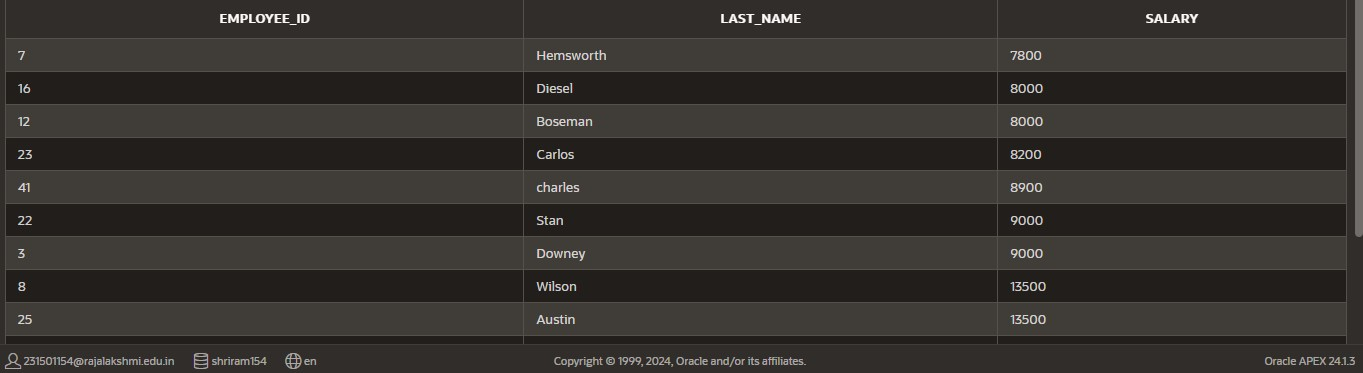 EMPLOYEE_ID LAST_NAME SALARY
7 Hemsworth 7800
16 Diesel 8000
12 Boseman 8000
23 Carlos 8200
41 charles 8900
22 Stan 9000
3 Downey 9000
8 Wilson 13500
25 Austin 13500
231501154@rajalakshmi.edu.in shriram154 en Copyright © 1999, 2024, Oracle and/or its affiliates. Oracle APEX 24.1.3